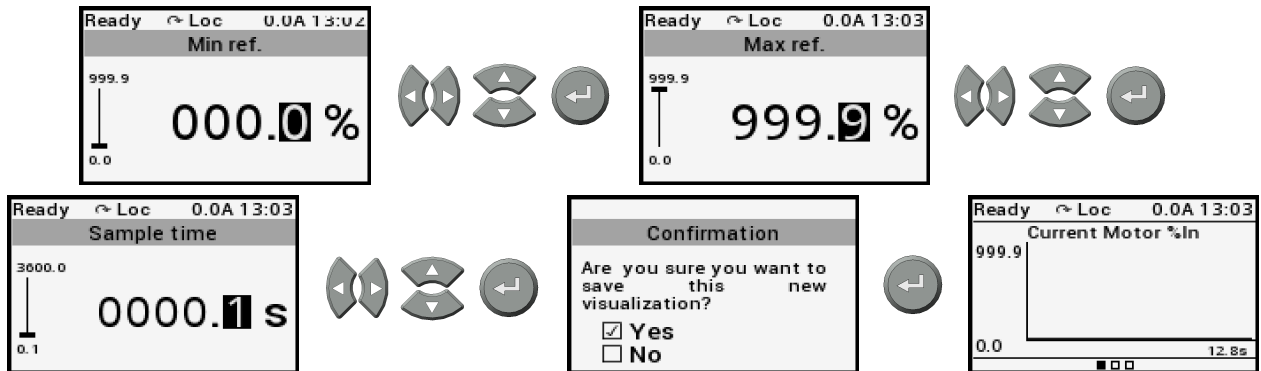 Ready Loc 0.0A 13:02
Min ref.
999.9
000.0 %
0.0
Ready Loc 0.0A 13:03
Max ref.
999.9
999.9 %
0.0
Ready Loc 0.0A 13:03
Sample time
3600.0
0000.1 s
0.1
Confirmation
Are you sure you want to
save this new
visualization?
Yes
No
Ready Loc 0.0A 13:03
Current Motor %In
999.9
0.0
12.8s